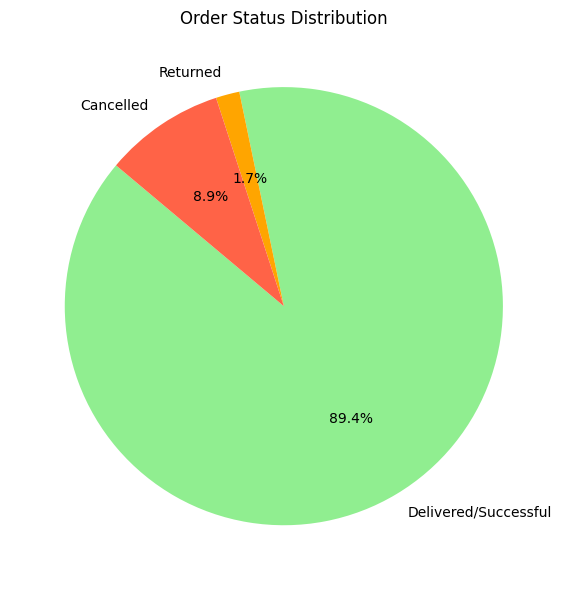 Order Status Distribution
Returned
Cancelled
1.7%
8.9%
89.4%
Delivered/Successful